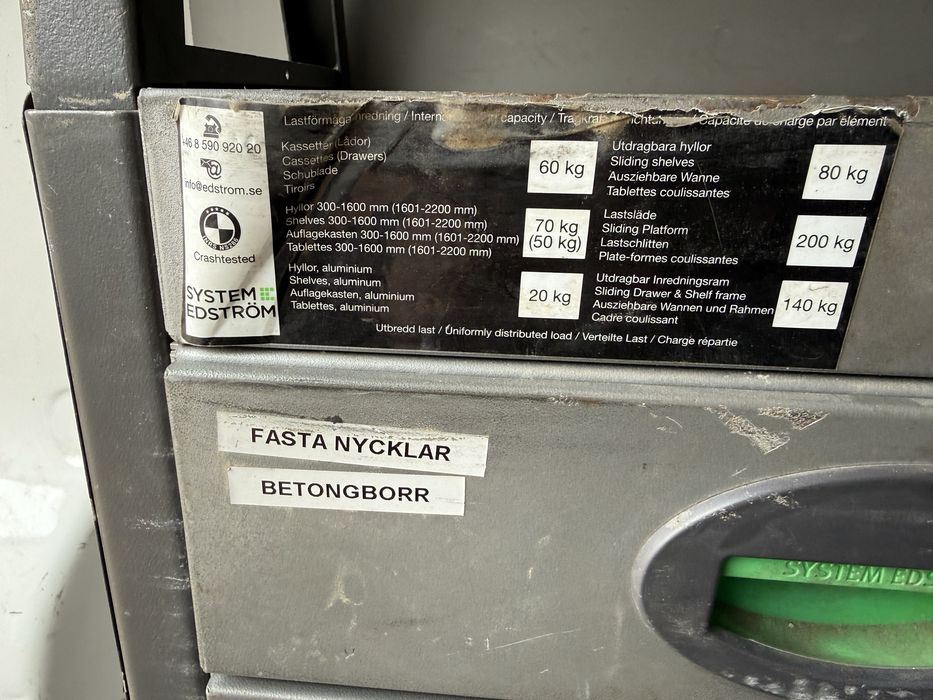 Lastförmåga inredning / Intern capacity / Tragkraft Capacité de charge par élément
+46 8 590 920 20
info@edstrom.se
Crashtested
SYSTEM
EDSTRÖM
Kassetter (Lådor)
Cassettes (Drawers)
Schublade
Tiroirs
60 kg
Hyllor 300-1600 mm (1601-2200 mm)
Shelves 300-1600 mm (1601-2200 mm)
Auflagekasten 300-1600 mm (1601-2200 mm)
Tablettes 300-1600 mm (1601-2200 mm)
70 kg
(50 kg)
Hyllor, aluminium
Shelves, aluminum
Auflagekasten, aluminium
Tablettes, aluminium
20 kg
Utdragbara hyllor
Sliding shelves
Ausziehbare Wanne
Tablettes coulissantes
80 kg
Lastsläde
Sliding Platform
Lastschlitten
Plate-formes coulissantes
200 kg
Utdragbar Inredningsram
Sliding Drawer & Shelf frame
Ausziehbare Wannen und Rahmen
Cadre coulissant
140 kg
Utbredd last / Uniformly distributed load / Verteilte Last / Charge répartie
FASTA NYCKLAR
BETONGBORR
SYSTEM EDS